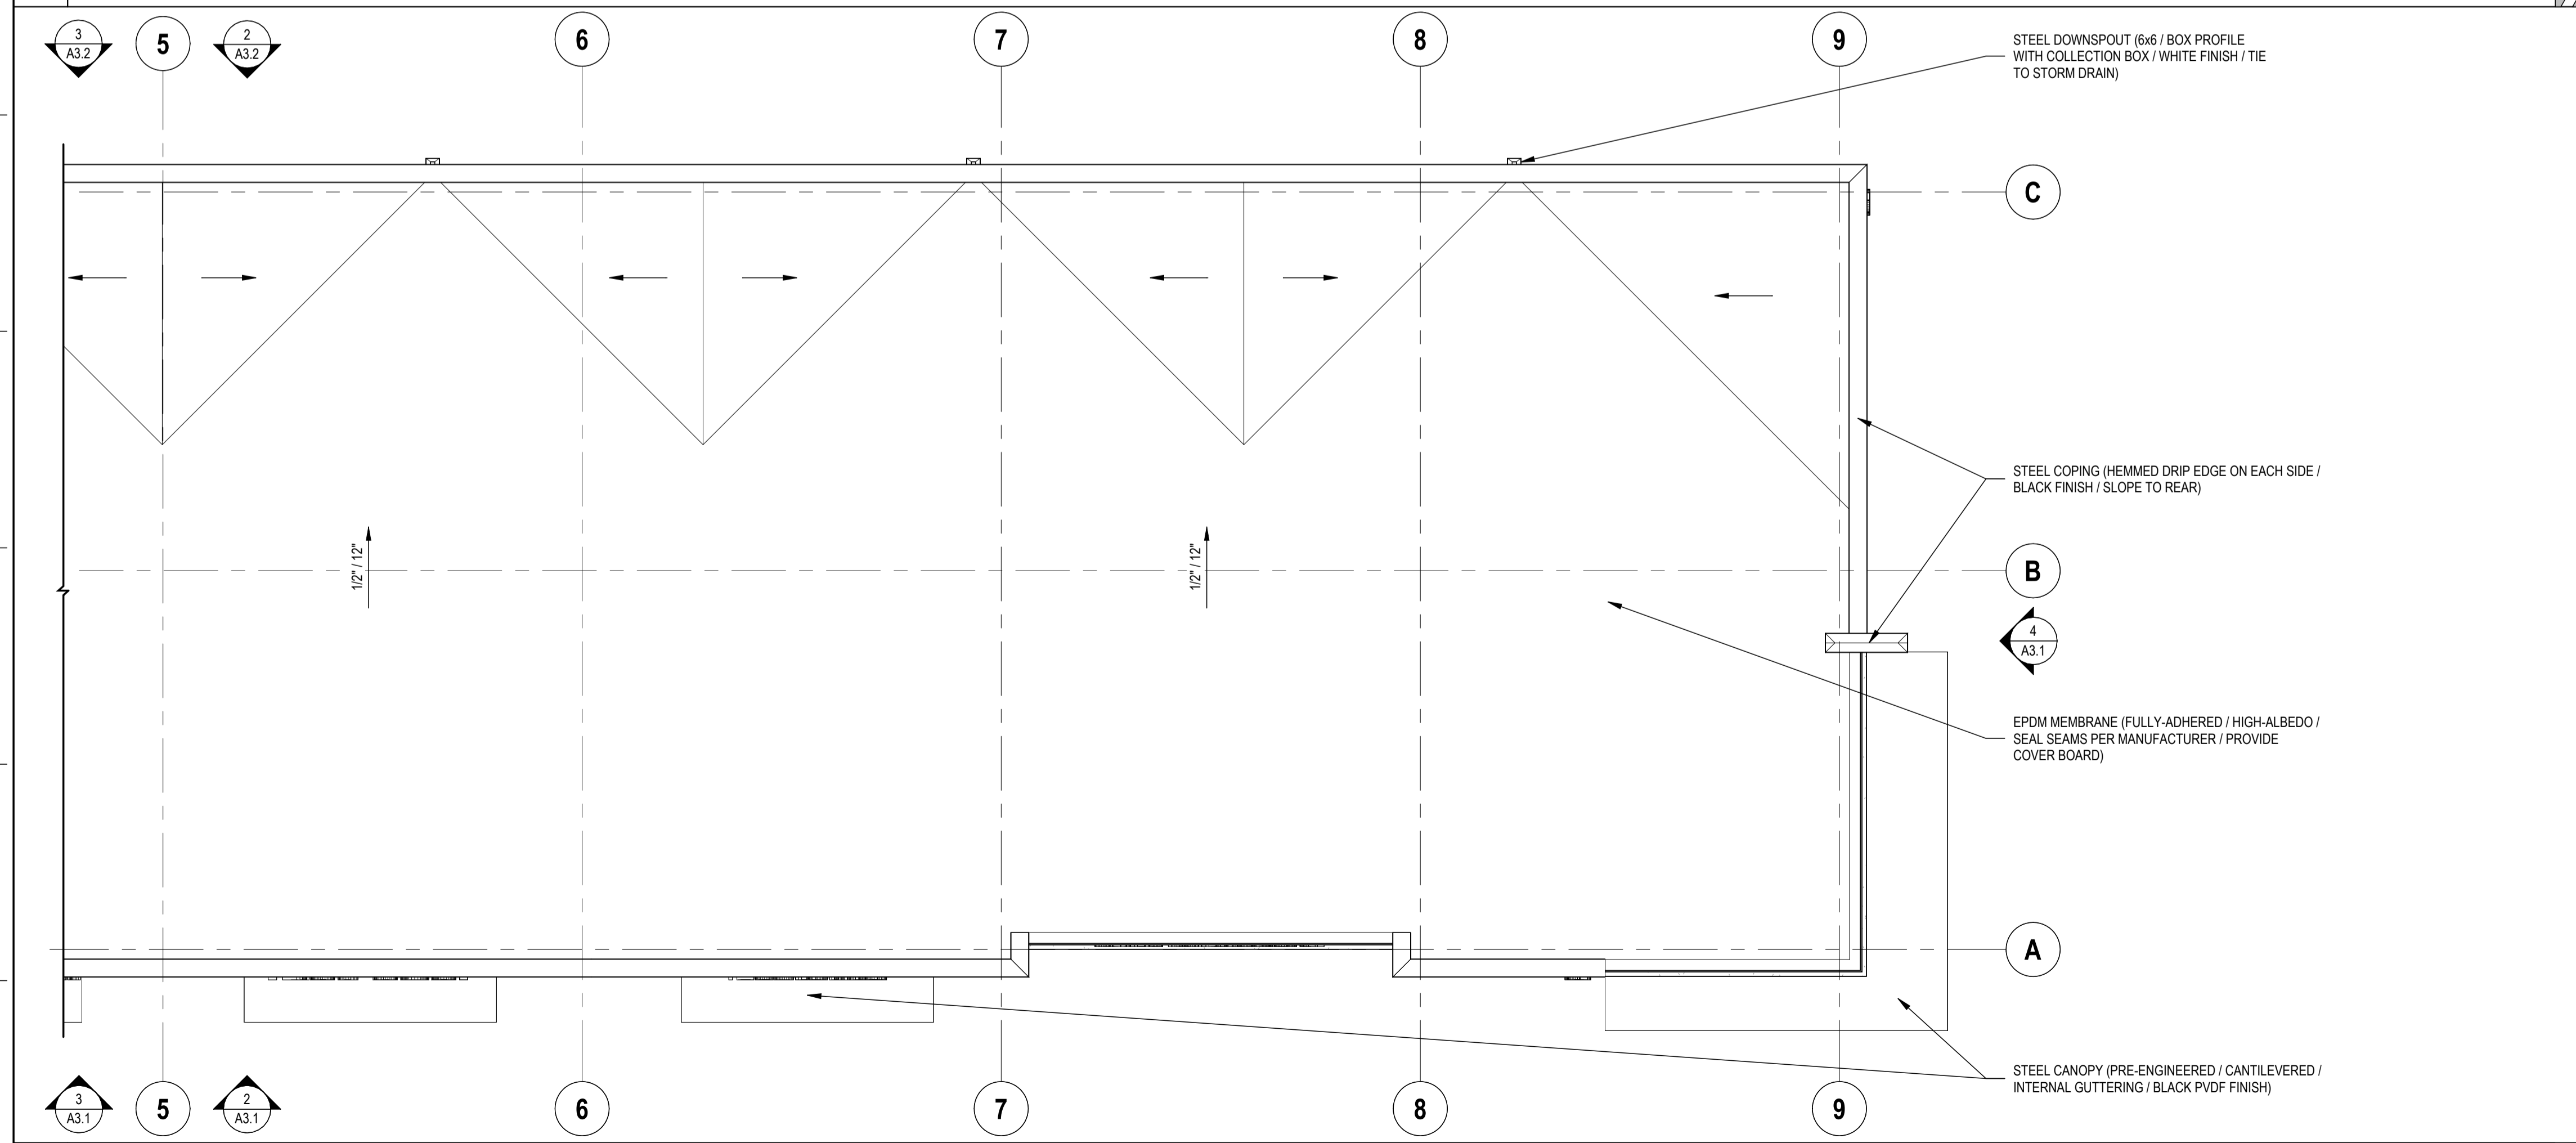 3
A3.2
5
2
A3.2
6
7
8
9
STEEL DOWNSPOUT (6x6 / BOX PROFILE
WITH COLLECTION BOX / WHITE FINISH / TIE
TO STORM DRAIN)
C
STEEL COPING (HEMMED DRIP EDGE ON EACH SIDE /
BLACK FINISH / SLOPE TO REAR)
1/2" / 12"
1/2" / 12"
B
4
A3.1
EPDM MEMBRANE (FULLY-ADHERED / HIGH-ALBEDO /
SEAL SEAMS PER MANUFACTURER / PROVIDE
COVER BOARD)
A
STEEL CANOPY (PRE-ENGINEERED / CANTILEVERED /
INTERNAL GUTTERING / BLACK PVDF FINISH)
3
A3.1
5
2
A3.1
6
7
8
9